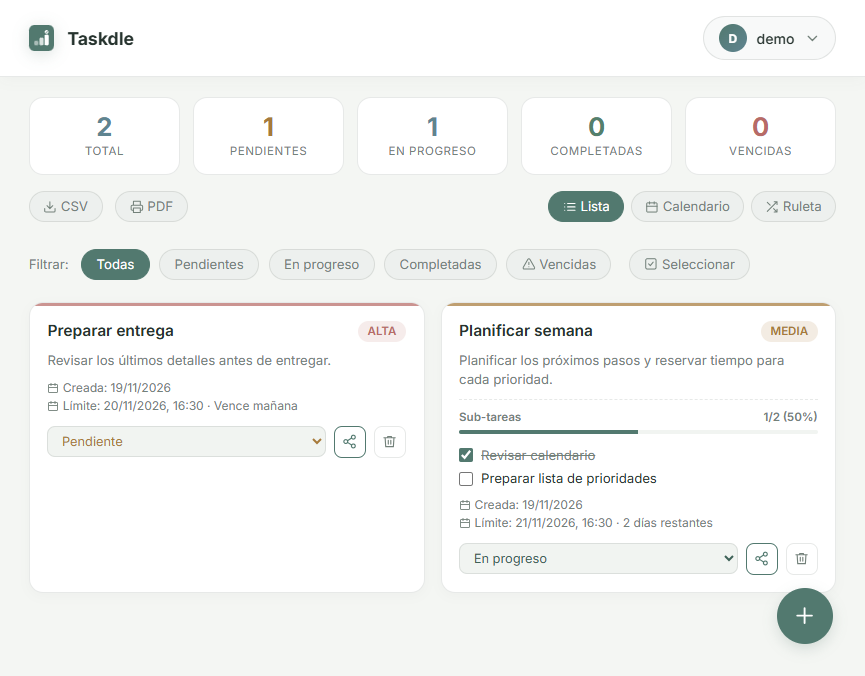 Taskdle
D demo
2
TOTAL
1
PENDIENTES
1
EN PROGRESO
0
COMPLETADAS
0
VENCIDAS
CSV
PDF
Lista
Calendario
Ruleta
Filtrar:
Todas
Pendientes
En progreso
Completadas
Vencidas
Seleccionar
Preparar entrega
ALTA
Revisar los últimos detalles antes de entregar.
Creada: 19/11/2026
Límite: 20/11/2026, 16:30 · Vence mañana
Pendiente
Planificar semana
MEDIA
Planificar los próximos pasos y reservar tiempo para
cada prioridad.
Sub-tareas
1/2 (50%)
Revisar calendario
Preparar lista de prioridades
Creada: 19/11/2026
Límite: 21/11/2026, 16:30 · 2 días restantes
En progreso